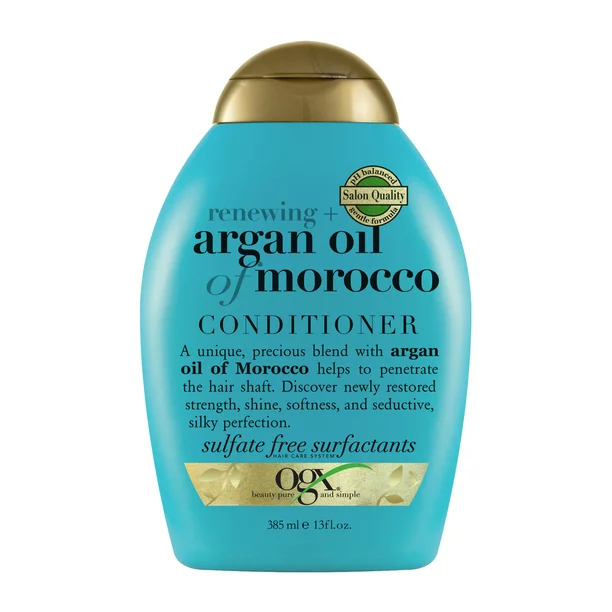 pH balanced
Salon Quality
gentle formula
renewing +
argan oil
of morocco
CONDITIONER
A unique, precious blend with argan
oil of Morocco helps to penetrate
the hair shaft. Discover newly restored
strength, shine, softness, and seductive,
silky perfection.
sulfate free surfactants
HAIR CARE SYSTEM
ogx®
beauty pure and simple
385 ml e 13 fl. oz.